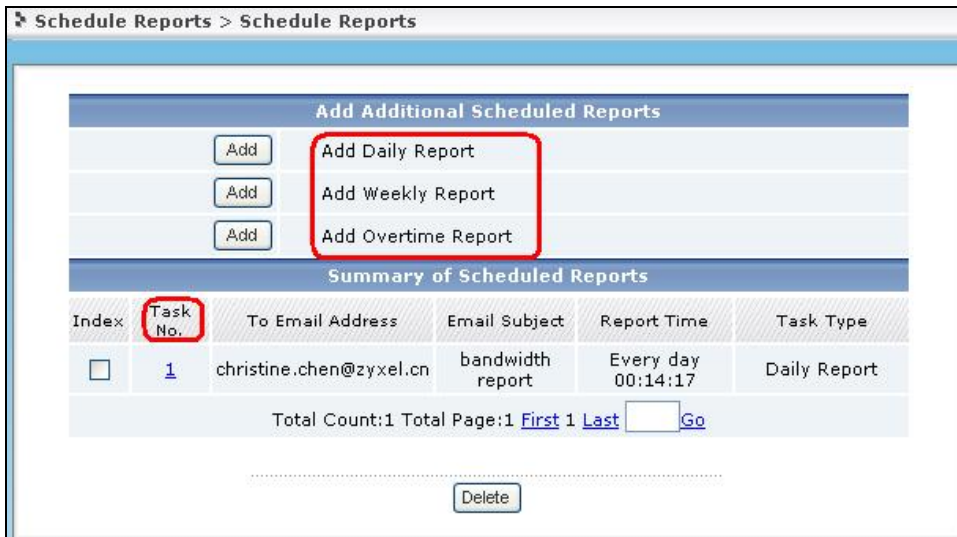 Schedule Reports > Schedule Reports
Add Additional Scheduled Reports
Add Add Daily Report
Add Add Weekly Report
Add Add Overtime Report
Summary of Scheduled Reports
Index Task No. To Email Address Email Subject Report Time Task Type
1 christine.chen@zyxel.cn bandwidth report Every day 00:14:17 Daily Report
Total Count:1 Total Page:1 First 1 Last Go
Delete